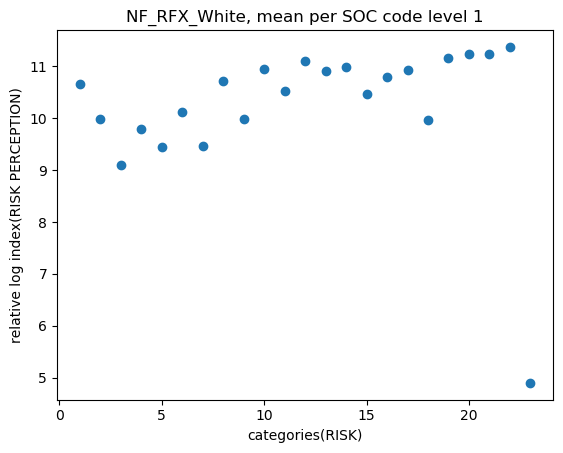 NF_RFX_White, mean per SOC code level 1
relative log index(RISK PERCEPTION)
11
10
9
8
7
6
5
0 5 10 15 20
categories(RISK)